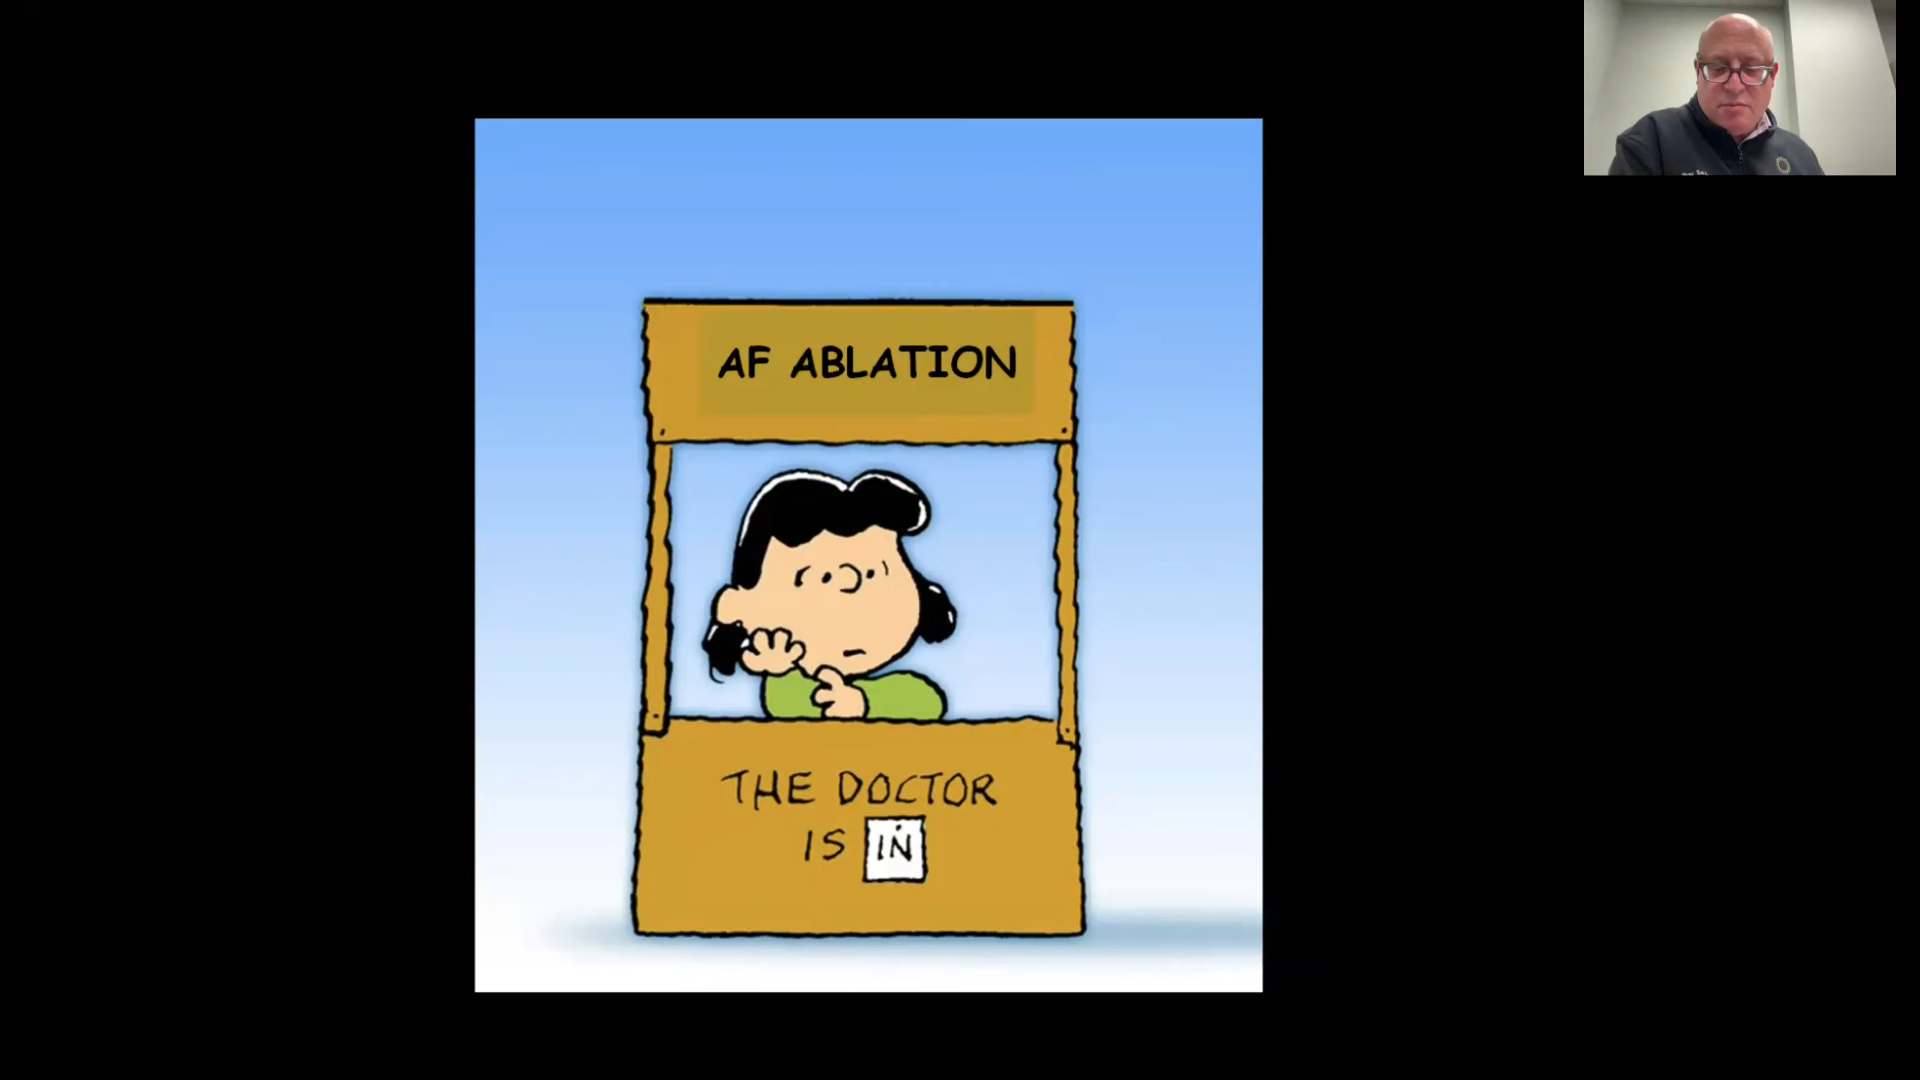 AF ABLATION
THE DOCTOR
IS IN